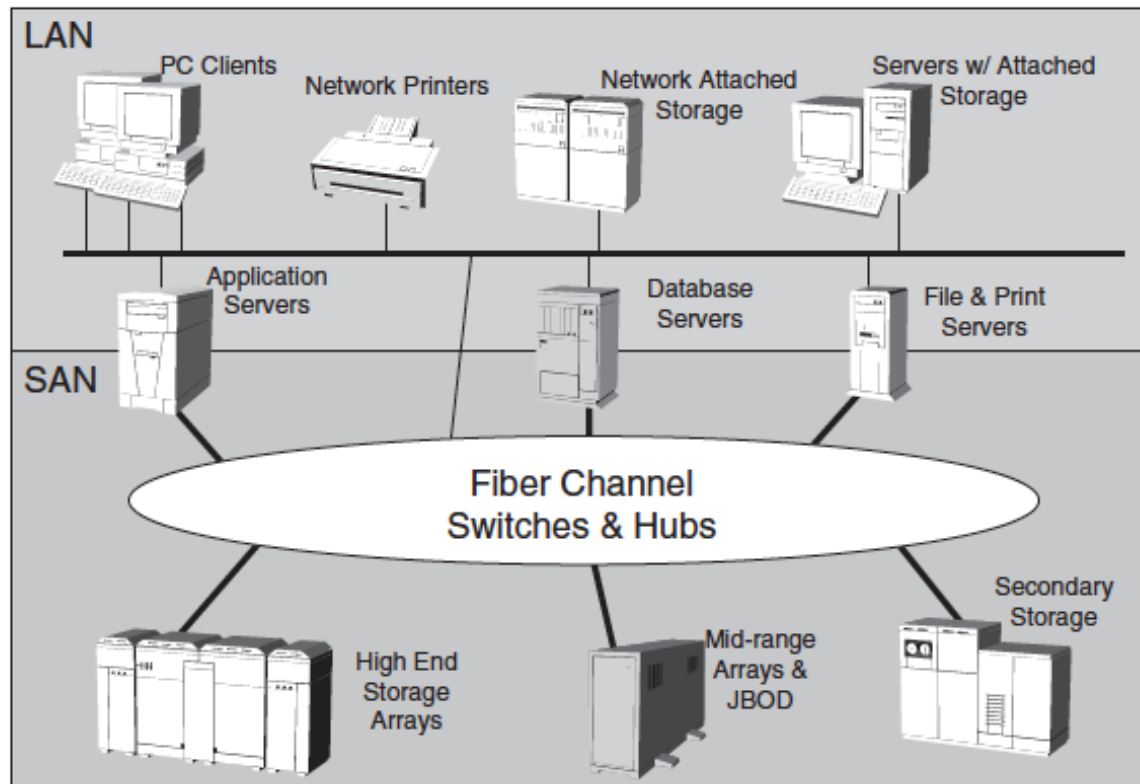 LAN
PC Clients
Network Printers
Network Attached
Storage
Servers w/ Attached
Storage
Application
Servers
Database
Servers
File & Print
Servers
SAN
Fiber Channel
Switches & Hubs
High End
Storage
Arrays
Mid-range
Arrays &
JBOD
Secondary
Storage